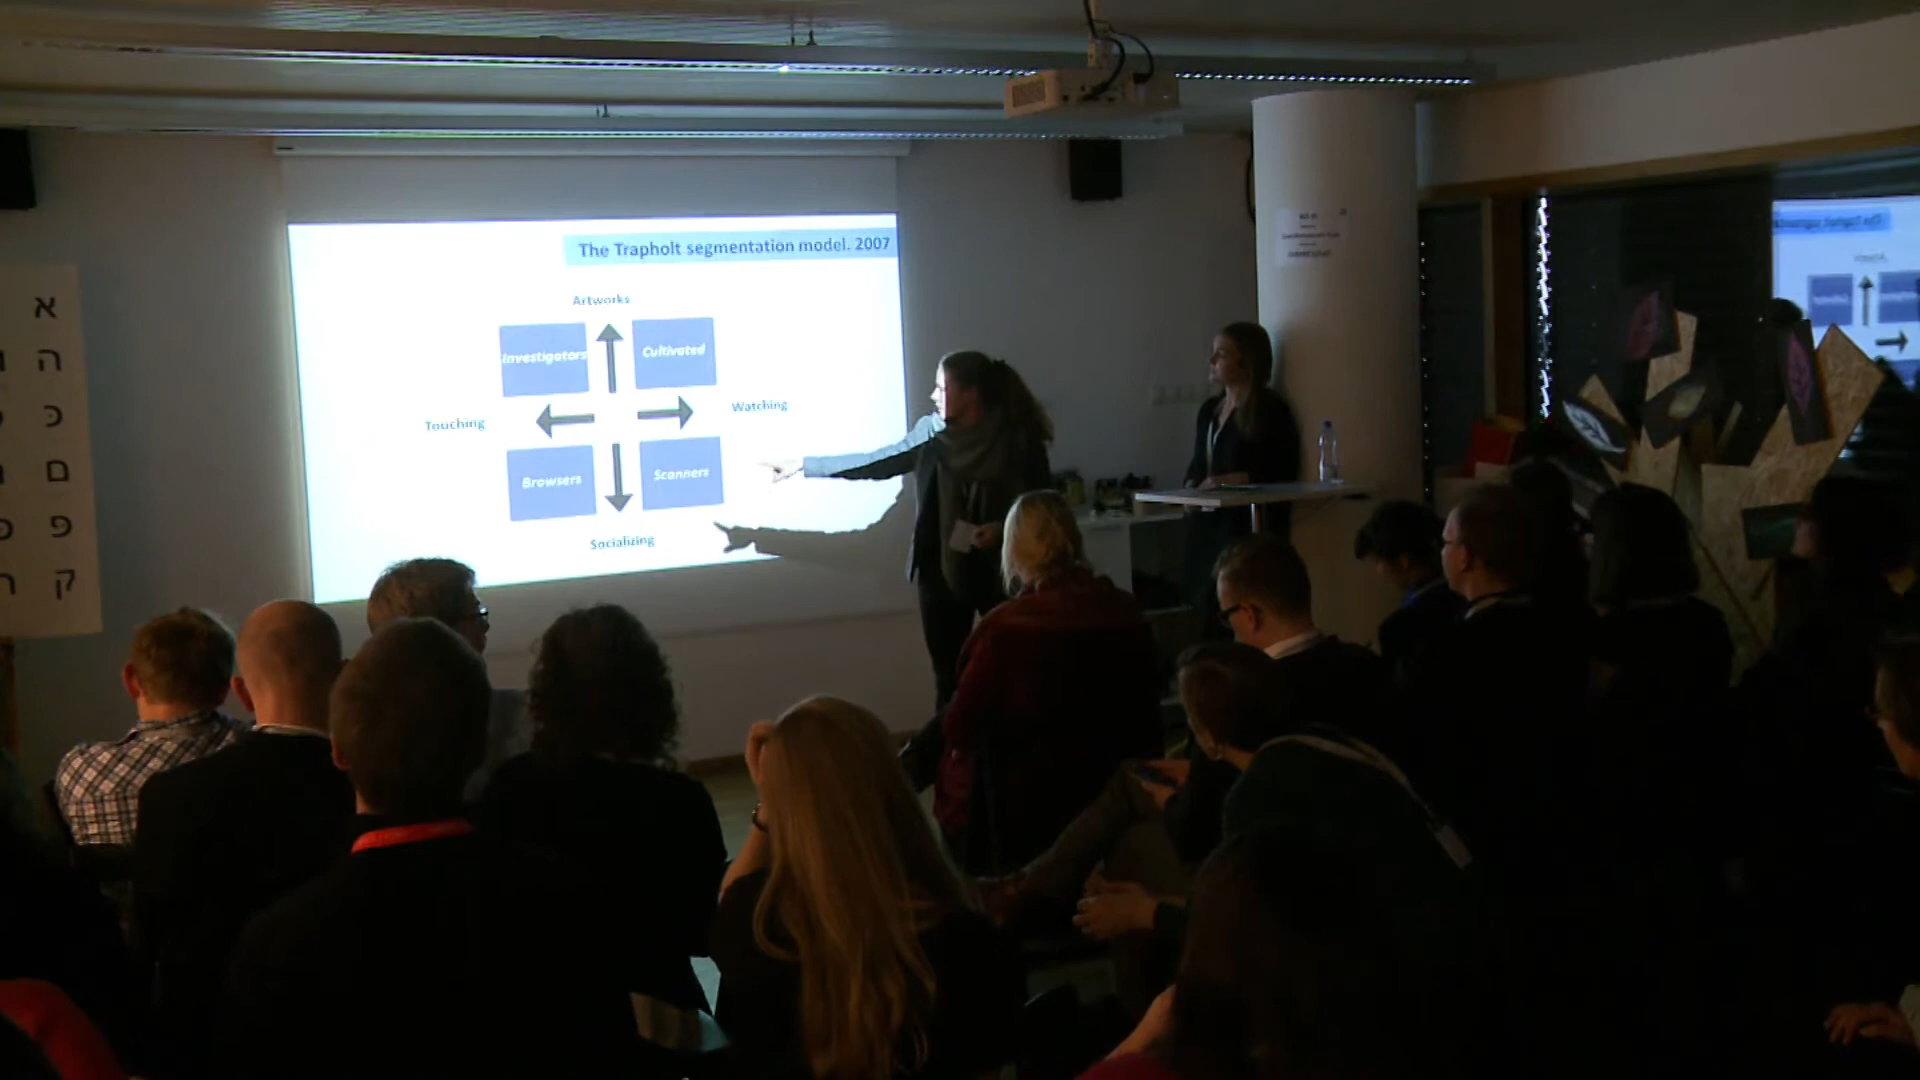 The Trapholt segmentation model. 2007
Artworks
Investigators
Cultivated
Touching
Watching
Browsers
Scanners
Socializing
א
ה
כ
ם
פ
ק